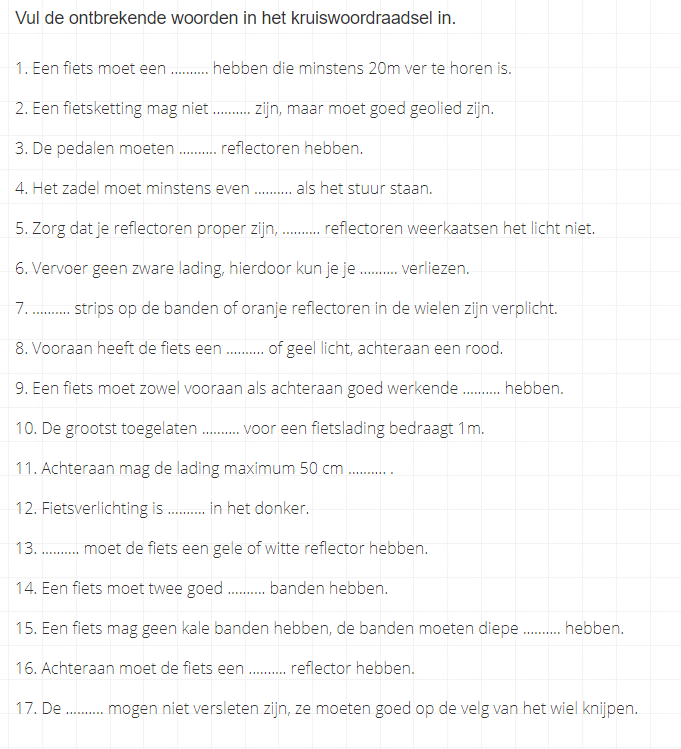 Vul de ontbrekende woorden in het kruiswoordraadsel in.
1. Een fiets moet een .......... hebben die minstens 20m ver te horen is.
2. Een fietsketting mag niet .......... zijn, maar moet goed geolied zijn.
3. De pedalen moeten .......... reflectoren hebben.
4. Het zadel moet minstens even .......... als het stuur staan.
5. Zorg dat je reflectoren proper zijn, .......... reflectoren weerkaatsen het licht niet.
6. Vervoer geen zware lading, hierdoor kun je je .......... verliezen.
7. .......... strips op de banden of oranje reflectoren in de wielen zijn verplicht.
8. Vooraan heeft de fiets een .......... of geel licht, achteraan een rood.
9. Een fiets moet zowel vooraan als achteraan goed werkende .......... hebben.
10. De grootst toegelaten .......... voor een fietslading bedraagt 1m.
11. Achteraan mag de lading maximum 50 cm .......... .
12. Fietsverlichting is .......... in het donker.
13. .......... moet de fiets een gele of witte reflector hebben.
14. Een fiets moet twee goed .......... banden hebben.
15. Een fiets mag geen kale banden hebben, de banden moeten diepe .......... hebben.
16. Achteraan moet de fiets een .......... reflector hebben.
17. De .......... mogen niet versleten zijn, ze moeten goed op de velg van het wiel knijpen.